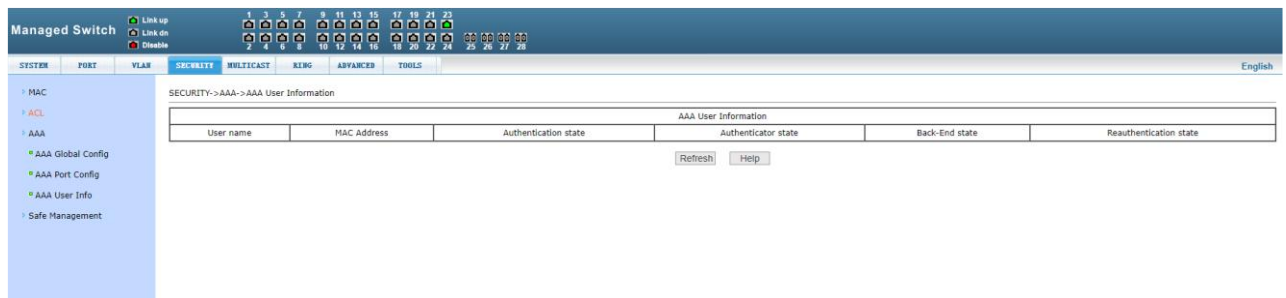 Managed Switch
Link up
Link dn
Disable
1 3 5 7 9 11 13 15 17 19 21 23
2 4 6 8 10 12 14 16 18 20 22 24 25 26 27 28
SYSTEM PORT VLAN SECURITY MULTICAST RING ADVANCED TOOLS English
MAC
ACL
AAA
AAA Global Config
AAA Port Config
AAA User Info
Safe Management
SECURITY->AAA->AAA User Information
AAA User Information
User name MAC Address Authentication state Authenticator state Back-End state Reauthentication state
Refresh Help